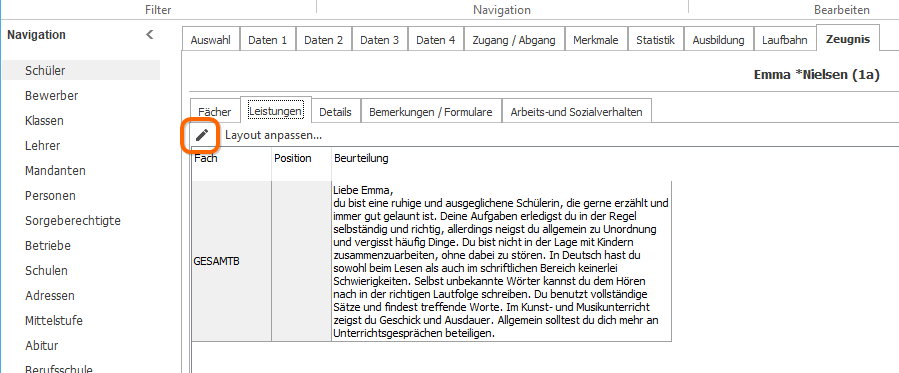 Filter Navigation Bearbeiten
Navigation
Auswahl Daten 1 Daten 2 Daten 3 Daten 4 Zugang / Abgang Merkmale Statistik Ausbildung Laufbahn Zeugnis
Emma *Nielsen (1a)
Fächer Leistungen Details Bemerkungen / Formulare Arbeits-und Sozialverhalten
Layout anpassen...
Fach Position Beurteilung
GESAMTB
Liebe Emma,
du bist eine ruhige und ausgeglichene Schülerin, die gerne erzählt und
immer gut gelaunt ist. Deine Aufgaben erledigst du in der Regel
selbständig und richtig, allerdings neigst du allgemein zu Unordnung
und vergisst häufig Dinge. Du bist nicht in der Lage mit Kindern
zusammenzuarbeiten, ohne dabei zu stören. In Deutsch hast du
sowohl beim Lesen als auch im schriftlichen Bereich keinerlei
Schwierigkeiten. Selbst unbekannte Wörter kannst du dem Hören
nach in der richtigen Lautfolge schreiben. Du benutzt vollständige
Sätze und findest treffende Worte. Im Kunst- und Musikunterricht
zeigst du Geschick und Ausdauer. Allgemein solltest du dich mehr an
Unterrichtsgesprächen beteiligen.
Schüler
Bewerber
Klassen
Lehrer
Mandanten
Personen
Sorgeberechtigte
Betriebe
Schulen
Adressen
Mittelstufe
Abitur
Berufsschule